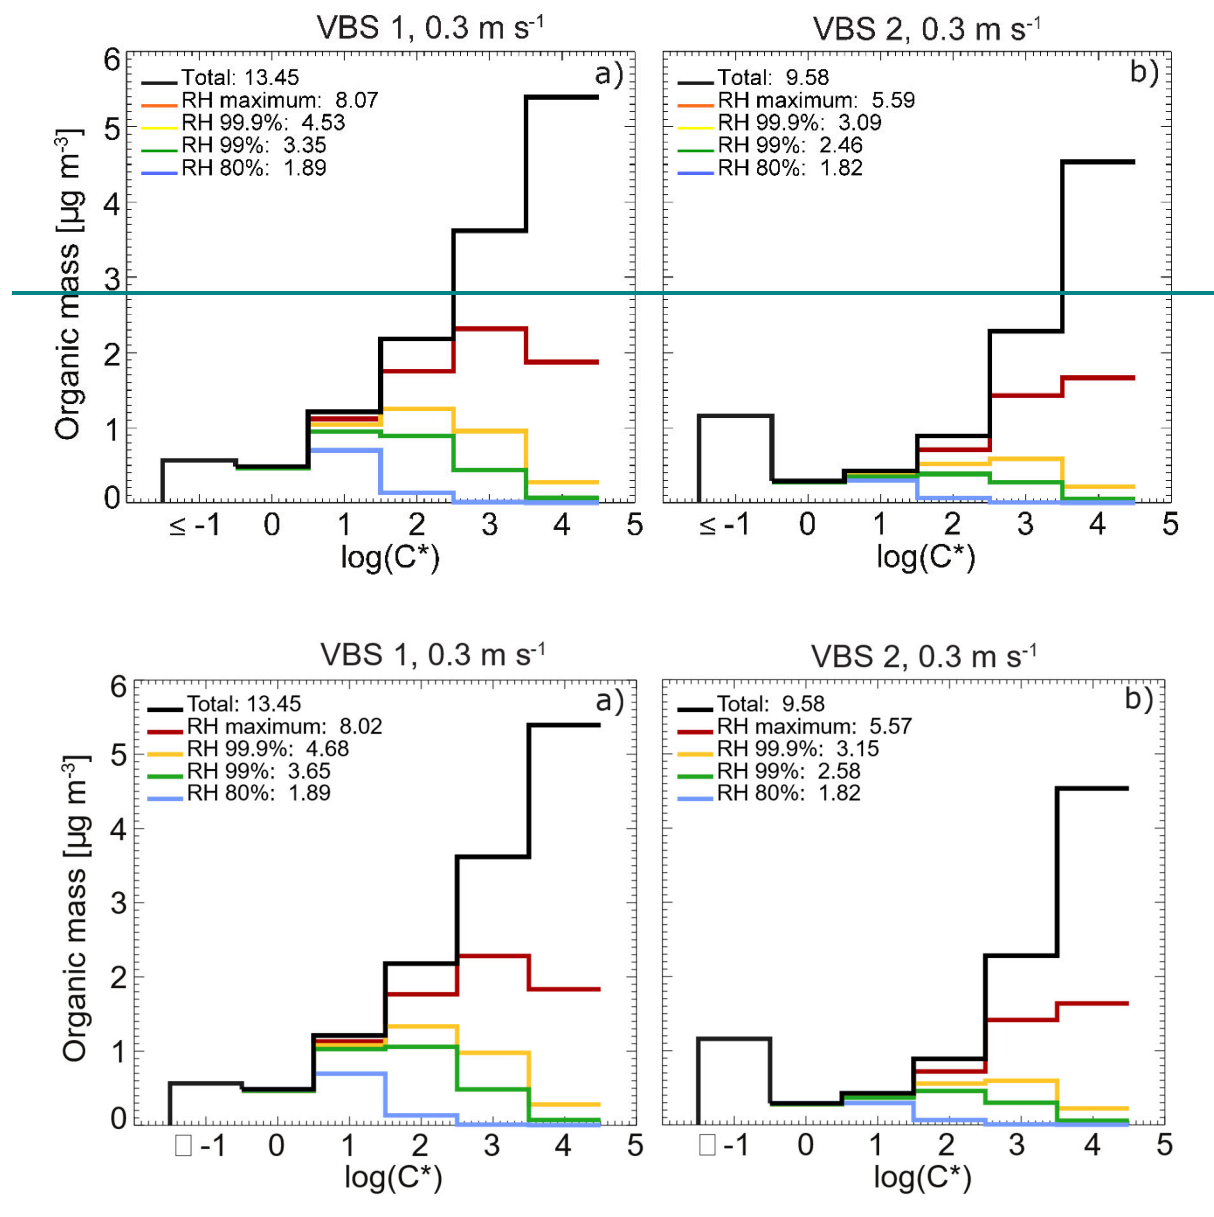 VBS 1, 0.3 m s⁻¹
VBS 2, 0.3 m s⁻¹
a)
Total: 13.45
RH maximum: 8.07
RH 99.9%: 4.53
RH 99%: 3.35
RH 80%: 1.89
b)
Total: 9.58
RH maximum: 5.59
RH 99.9%: 3.09
RH 99%: 2.46
RH 80%: 1.82
Organic mass [µg m⁻³]
6
5
4
3
2
1
0
≤ -1 0 1 2 3 4 5
≤ -1 0 1 2 3 4 5
log(C*)
log(C*)
VBS 1, 0.3 m s⁻¹
VBS 2, 0.3 m s⁻¹
a)
Total: 13.45
RH maximum: 8.02
RH 99.9%: 4.68
RH 99%: 3.65
RH 80%: 1.89
b)
Total: 9.58
RH maximum: 5.57
RH 99.9%: 3.15
RH 99%: 2.58
RH 80%: 1.82
Organic mass [µg m⁻³]
6
5
4
3
2
1
0
□ -1 0 1 2 3 4 5
□ -1 0 1 2 3 4 5
log(C*)
log(C*)